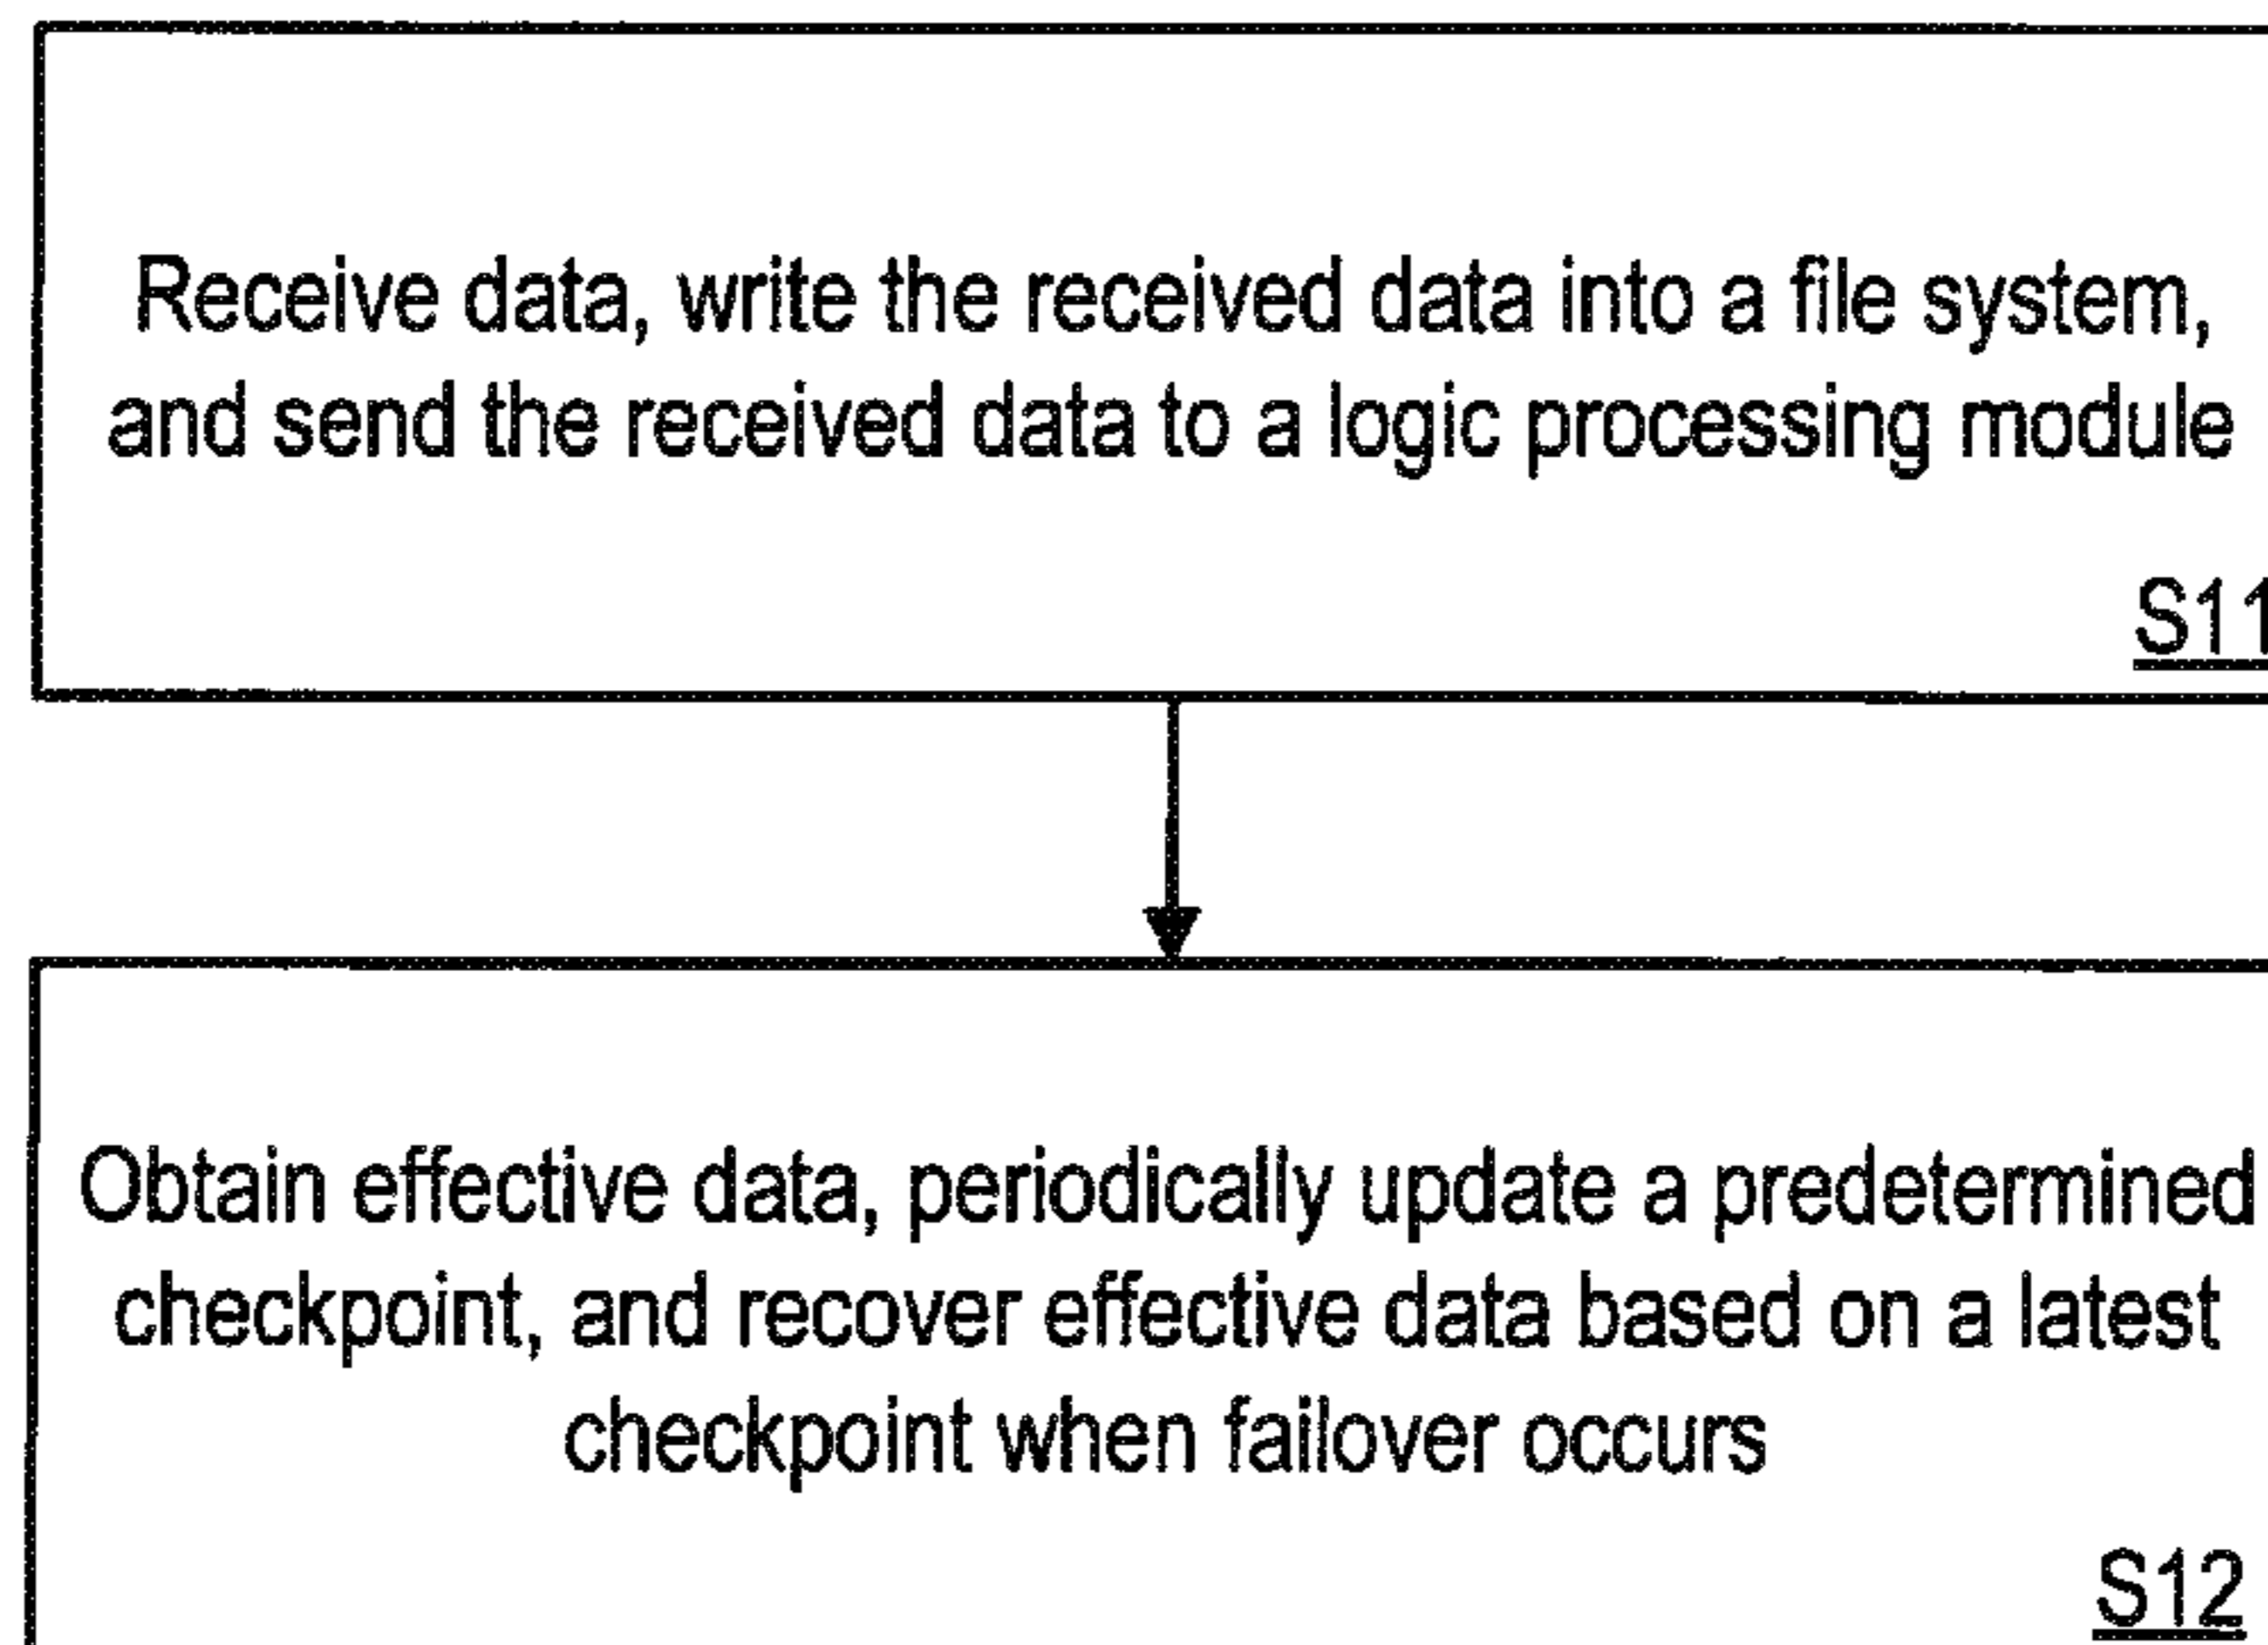 Receive data, write the received data into a file system,
and send the received data to a logic processing module
S11
Obtain effective data, periodically update a predetermined
checkpoint, and recover effective data based on a latest
checkpoint when failover occurs
S12